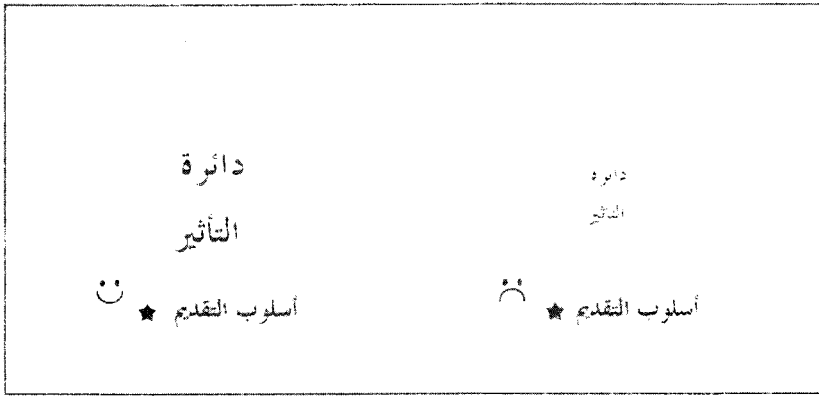 دائرة
التأثير
أسلوب التقديم ★
دائرة
التأثير
أسلوب التقديم ★